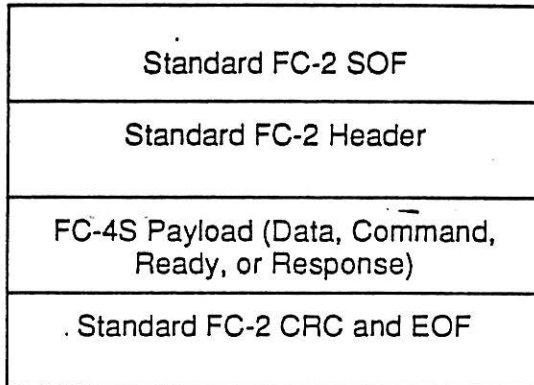 Standard FC-2 SOF
Standard FC-2 Header
FC-4S Payload (Data, Command,
Ready, or Response)
Standard FC-2 CRC and EOF